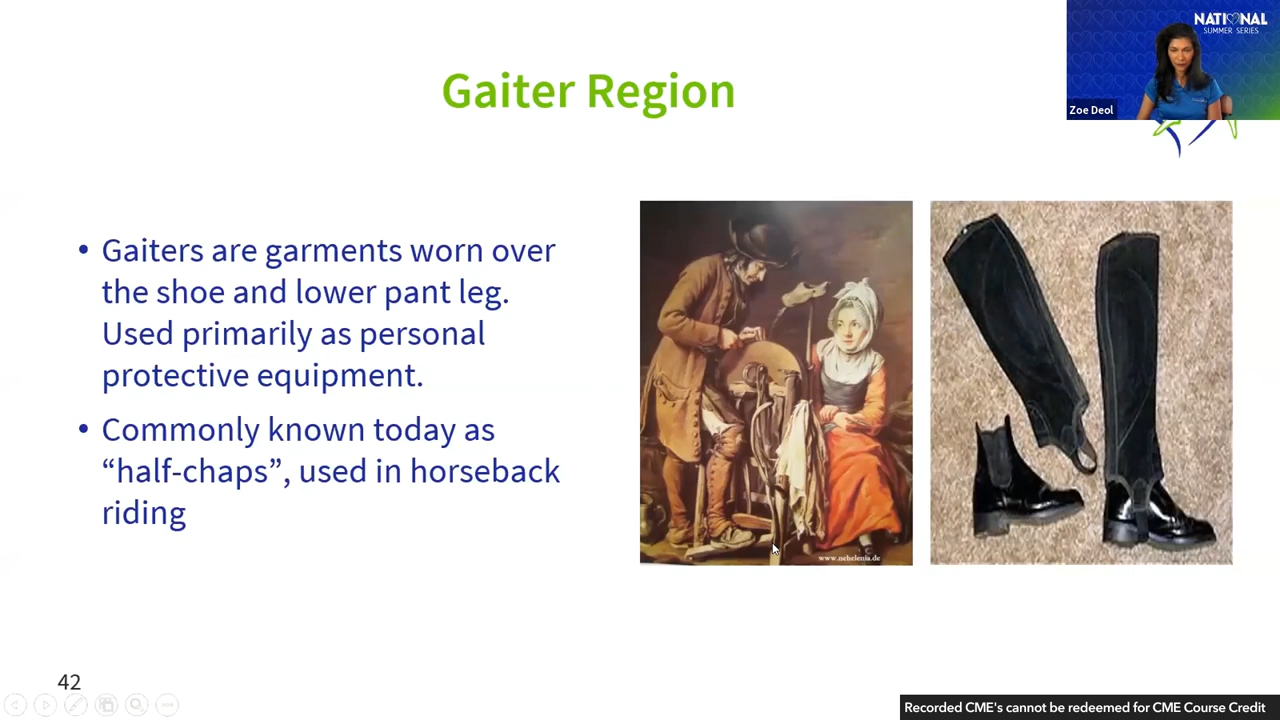 NATIONAL
SUMMER SERIES
Zoe Deol
Gaiter Region
• Gaiters are garments worn over
the shoe and lower pant leg.
Used primarily as personal
protective equipment.
• Commonly known today as
“half-chaps”, used in horseback
riding
www.nehelenia.de
42
Recorded CME's cannot be redeemed for CME Course Credit